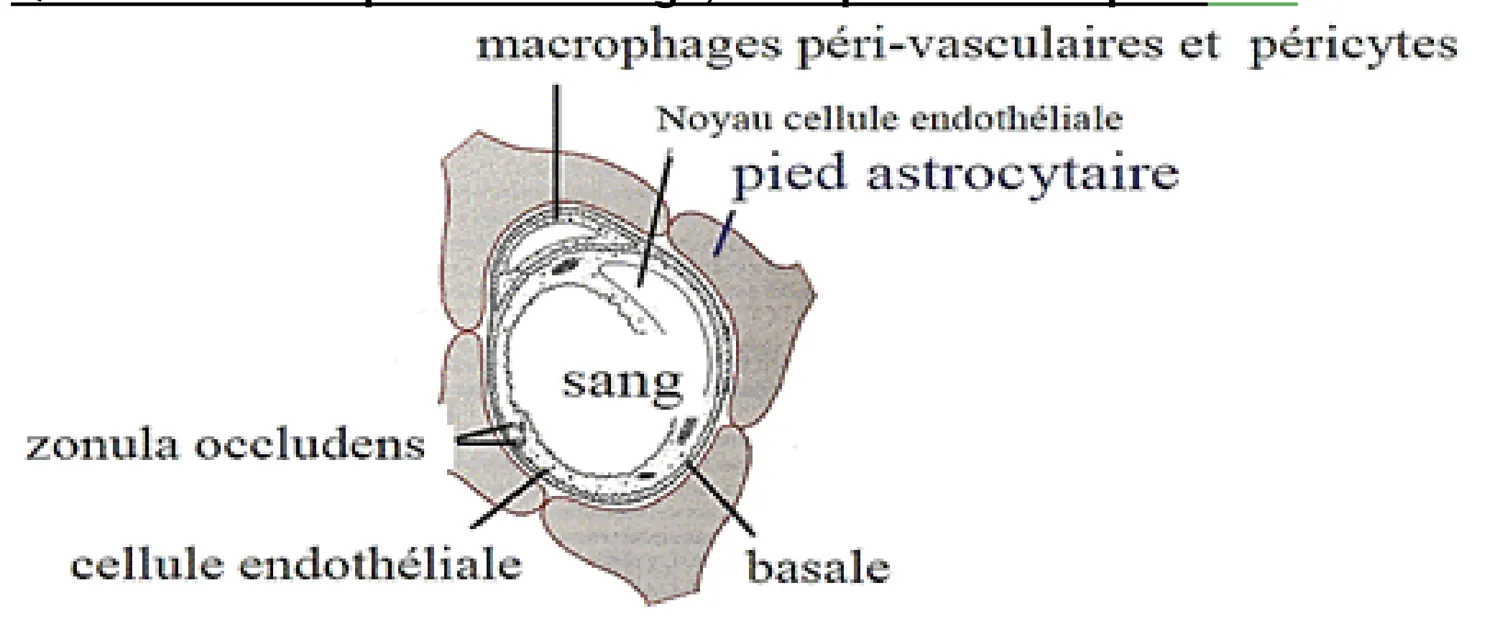 macrophages péri-vasculaires et péricytes
Noyau cellule endothéliale
pied astrocytaire
sang
zonula occludens
cellule endothéliale
basale